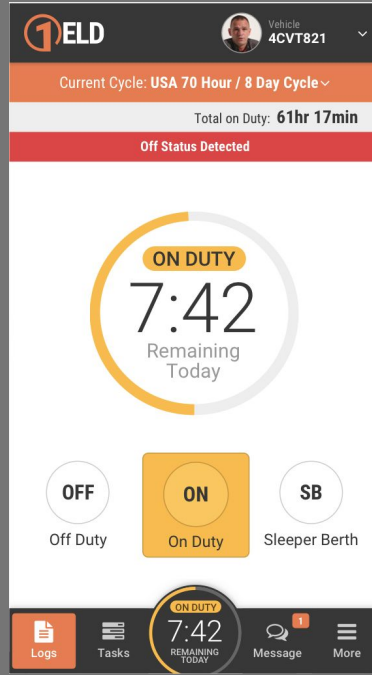 1 ELD
Vehicle
4CVT821
Current Cycle: USA 70 Hour / 8 Day Cycle
Total on Duty: 61hr 17min
Off Status Detected
ON DUTY
7:42
Remaining
Today
OFF
ON
SB
Off Duty
On Duty
Sleeper Berth
ON DUTY
7:42
REMAINING
TODAY
1
Logs
Tasks
Message
More